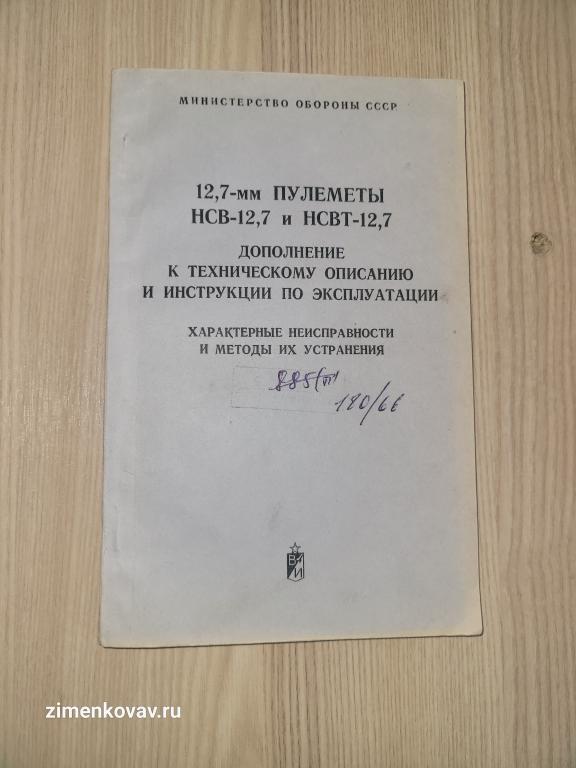 МИНИСТЕРСТВО ОБОРОНЫ СССР
12,7-мм ПУЛЕМЕТЫ
НСВ-12,7 и НСВТ-12,7
ДОПОЛНЕНИЕ
К ТЕХНИЧЕСКОМУ ОПИСАНИЮ
И ИНСТРУКЦИИ ПО ЭКСПЛУАТАЦИИ
ХАРАКТЕРНЫЕ НЕИСПРАВНОСТИ
И МЕТОДЫ ИХ УСТРАНЕНИЯ
180/66
В И
zimenkovav.ru